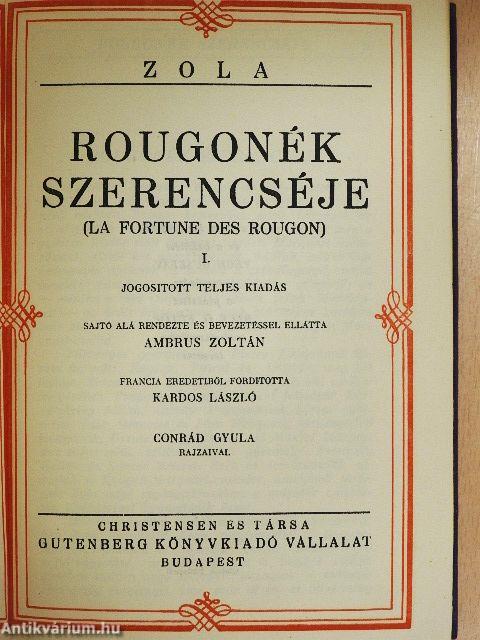 ZOLA
ROUGONÉK
SZERENCSÉJE
(LA FORTUNE DES ROUGON)
I.
JOGOSITOTT TELJES KIADÁS
SAJTÓ ALÁ RENDEZTE ÉS BEVEZETÉSSEL ELLÁTTA
AMBRUS ZOLTÁN
FRANCIA EREDETIBŐL FORDITOTTA
KARDOS LÁSZLÓ
CONRÁD GYULA
RAJZAIVAL
CHRISTENSEN ÉS TÁRSA
GUTENBERG KÖNYVKIADÓ VÁLLALAT
BUDAPEST
Antikvárium.hu